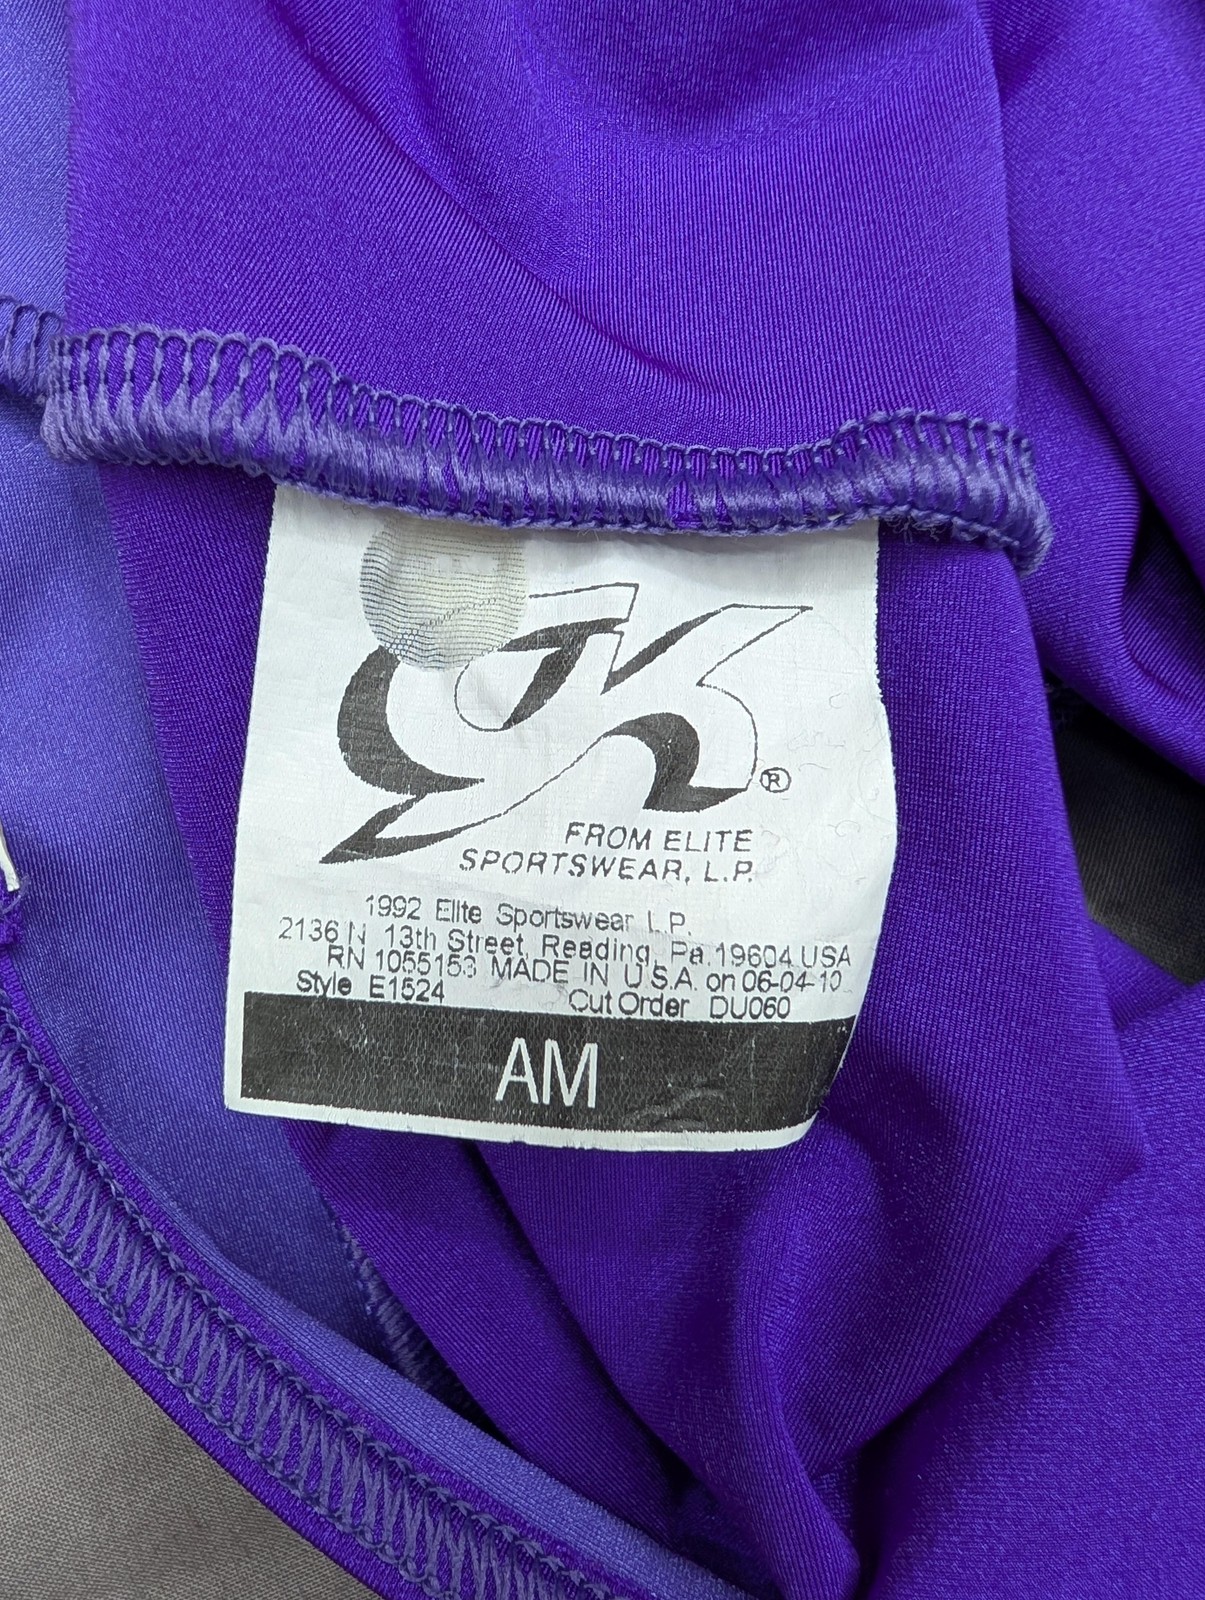 GK®
FROM ELITE
SPORTSWEAR, L.P.
1992 Elite Sportswear L.P.
2136 N 13th Street, Reading, Pa.19604 USA
RN 1055153 MADE IN U.S.A. on 06-04-10
Style E1524 Cut Order DU060
AM